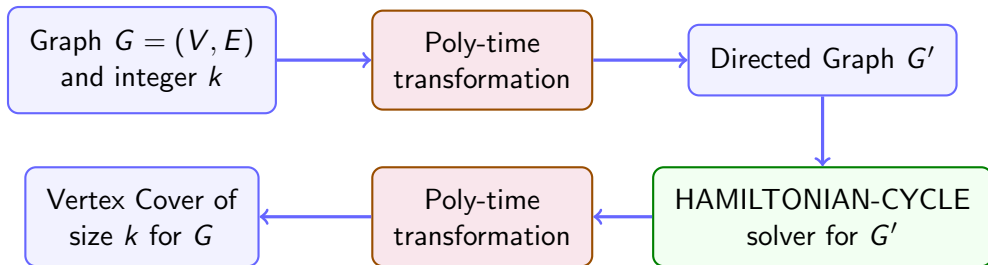 Graph G = (V, E)
and integer k
Poly-time
transformation
Directed Graph G′
Vertex Cover of
size k for G
Poly-time
transformation
HAMILTONIAN-CYCLE
solver for G′